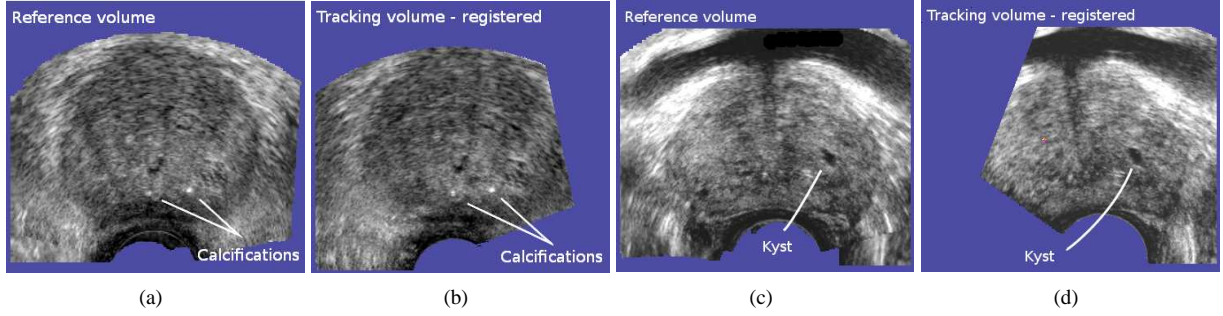 Reference volume
Calcifications
Tracking volume - registered
Calcifications
Reference volume
Kyst
Tracking volume - registered
Kyst
(a)
(b)
(c)
(d)